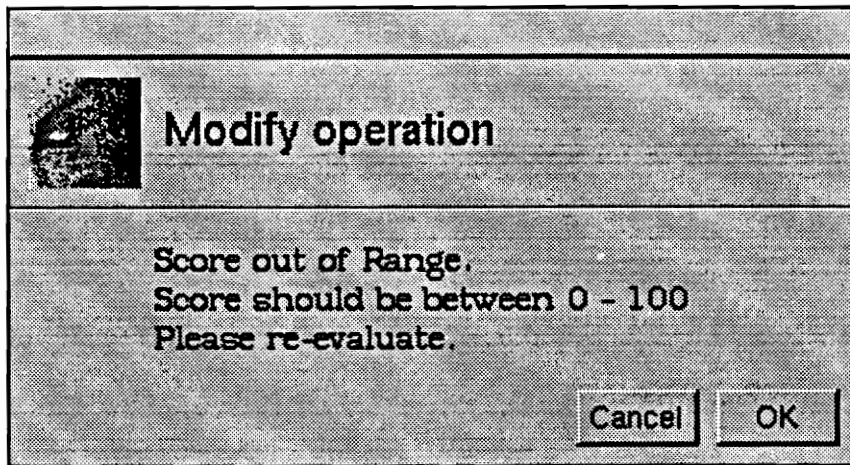 Modify operation
Score out of Range.
Score should be between 0 - 100
Please re-evaluate.
Cancel OK